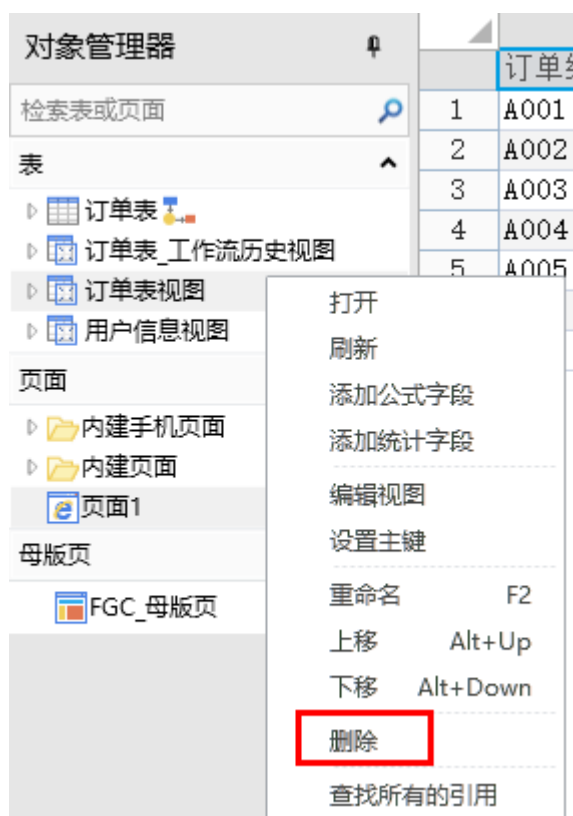 对象管理器
检索表或页面
表
订单表
订单表_工作流历史视图
订单表视图
用户信息视图
页面
内建手机页面
内建页面
页面1
母版页
FGC_母版页
订单
1 A001
2 A002
3 A003
4 A004
5 A005
打开
刷新
添加公式字段
添加统计字段
编辑视图
设置主键
重命名 F2
上移 Alt+Up
下移 Alt+Down
删除
查找所有的引用